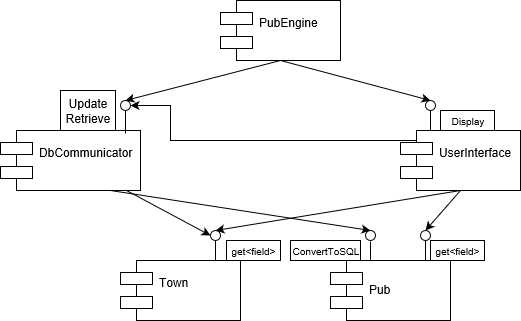 PubEngine
Update
Retrieve
Display
DbCommunicator
UserInterface
get<field>
ConvertToSQL
get<field>
Town
Pub